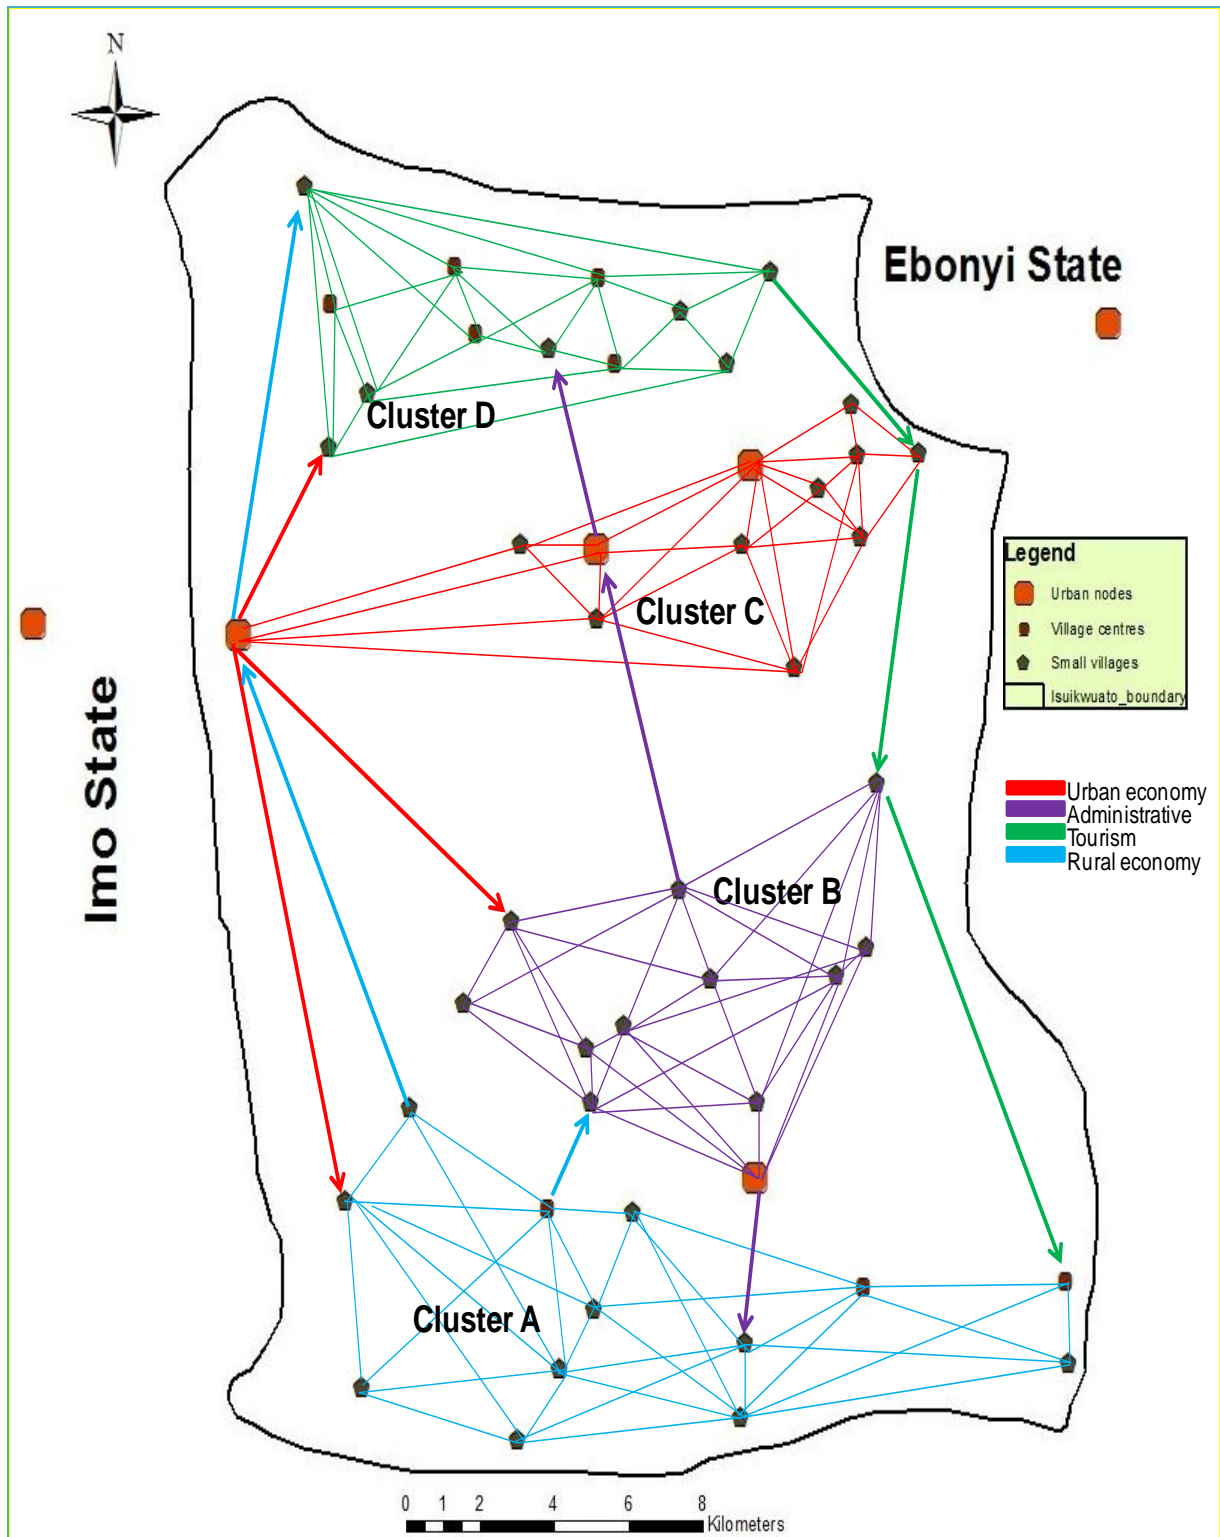 N
Ebonyi State
Cluster D
Cluster C
Legend
Urban nodes
Village centres
Small villages
Isuikwuato_boundary
Imo State
Urban economy
Administrative
Tourism
Rural economy
Cluster B
Cluster A
0 1 2 4 6 8
Kilometers